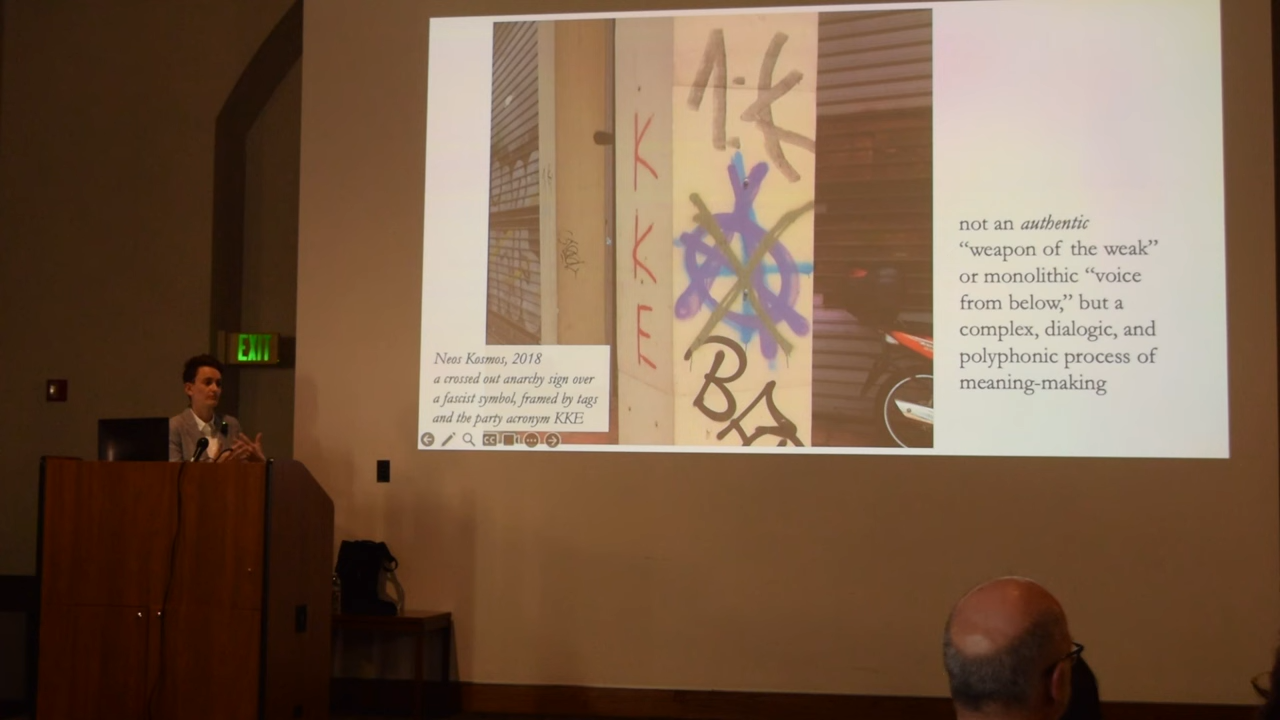 EXIT
1.K
K
K
E
BA
Neos Kosmos, 2018
a crossed out anarchy sign over
a fascist symbol, framed by tags
and the party acronym KKE
not an authentic
“weapon of the weak”
or monolithic “voice
from below,” but a
complex, dialogic, and
polyphonic process of
meaning-making